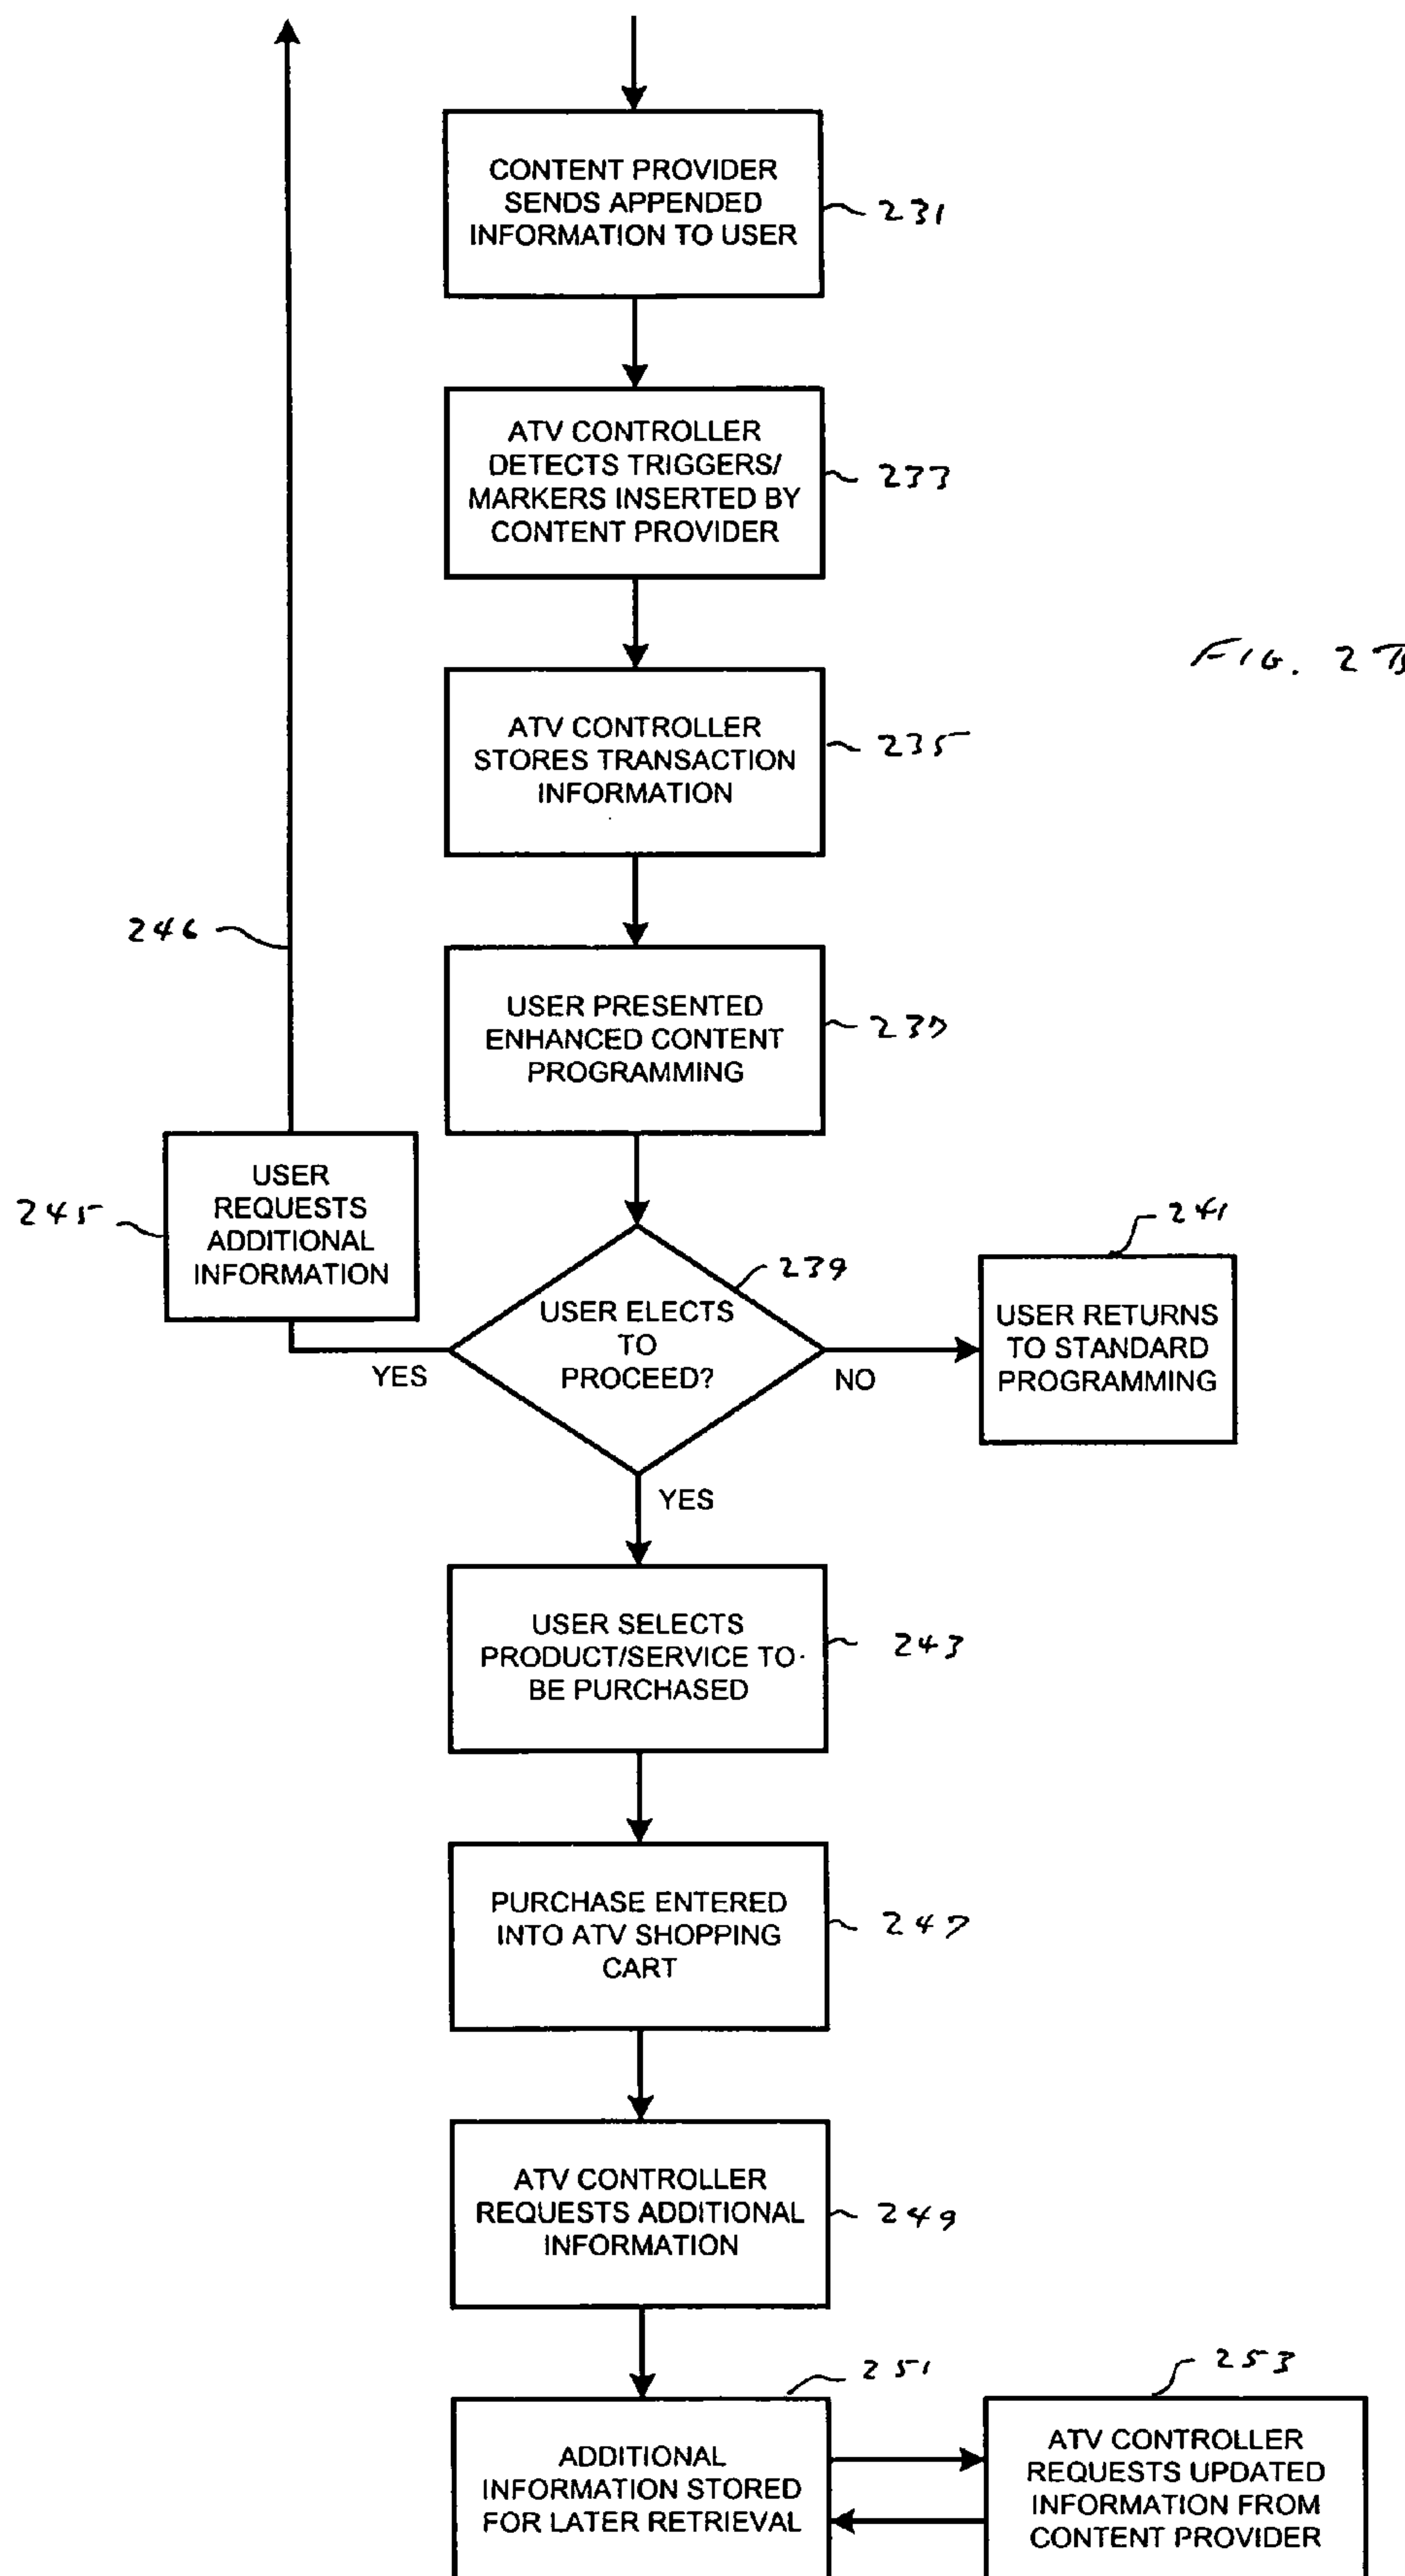 CONTENT PROVIDER
SENDS APPENDED
INFORMATION TO USER
231
ATV CONTROLLER
DETECTS TRIGGERS/
MARKERS INSERTED BY
CONTENT PROVIDER
233
FIG. 2B
ATV CONTROLLER
STORES TRANSACTION
INFORMATION
235
246
USER PRESENTED
ENHANCED CONTENT
PROGRAMMING
237
USER
REQUESTS
ADDITIONAL
INFORMATION
245
239
USER ELECTS
TO
PROCEED?
YES
NO
241
USER RETURNS
TO STANDARD
PROGRAMMING
YES
USER SELECTS
PRODUCT/SERVICE TO
BE PURCHASED
243
PURCHASE ENTERED
INTO ATV SHOPPING
CART
247
ATV CONTROLLER
REQUESTS ADDITIONAL
INFORMATION
249
251
ADDITIONAL
INFORMATION STORED
FOR LATER RETRIEVAL
253
ATV CONTROLLER
REQUESTS UPDATED
INFORMATION FROM
CONTENT PROVIDER